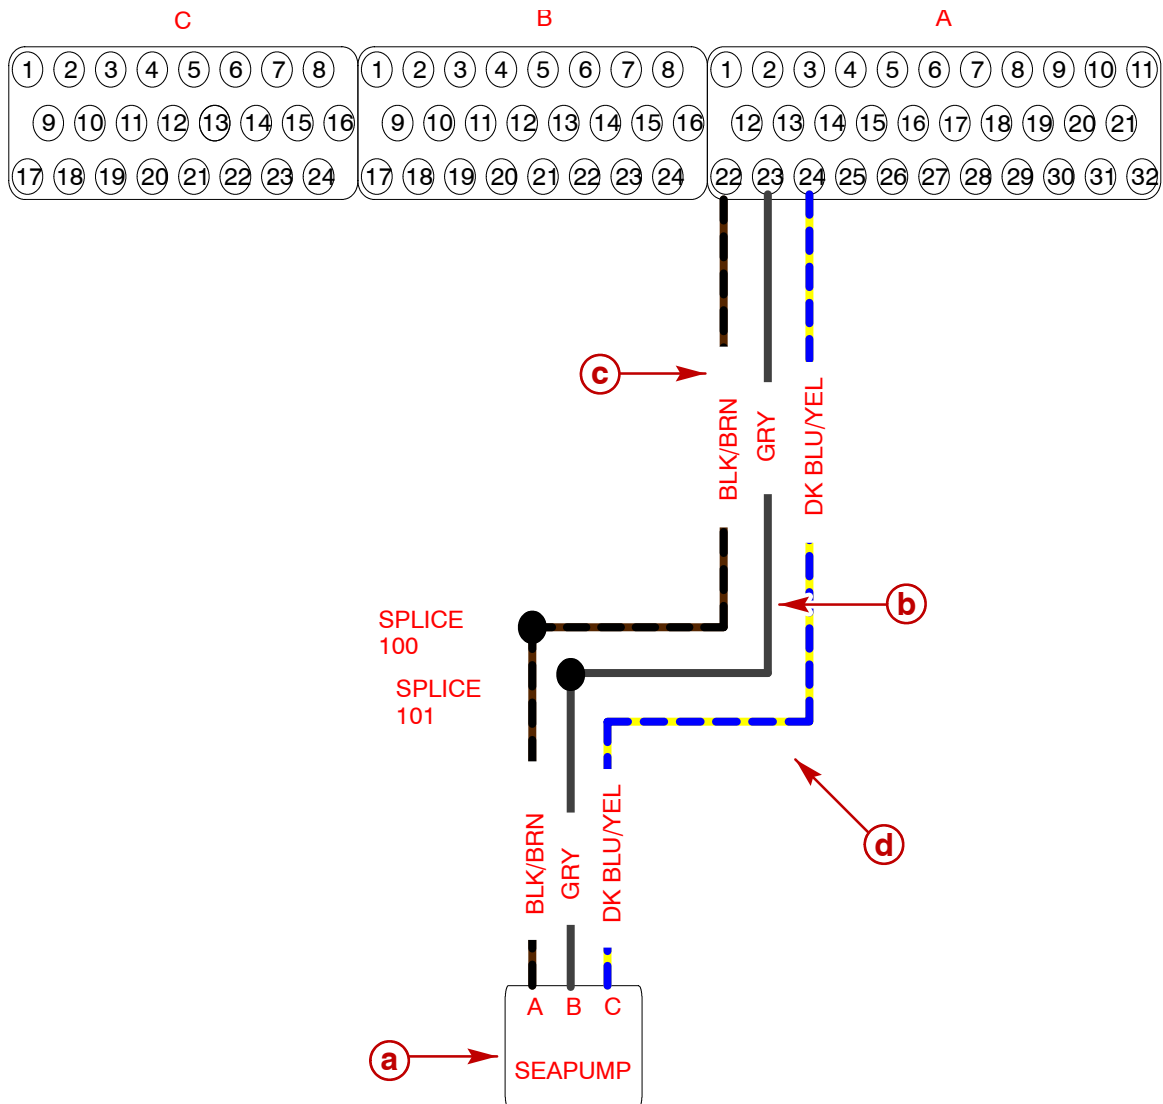 C B A
1 2 3 4 5 6 7 8 1 2 3 4 5 6 7 8 1 2 3 4 5 6 7 8 9 10 11
9 10 11 12 13 14 15 16 9 10 11 12 13 14 15 16 12 13 14 15 16 17 18 19 20 21
17 18 19 20 21 22 23 24 17 18 19 20 21 22 23 24 22 23 24 25 26 27 28 29 30 31 32
c
BLK/BRN
GRY
DK BLU/YEL
b
SPLICE
100
SPLICE
101
d
BLK/BRN
GRY
DK BLU/YEL
A B C
a
SEAPUMP